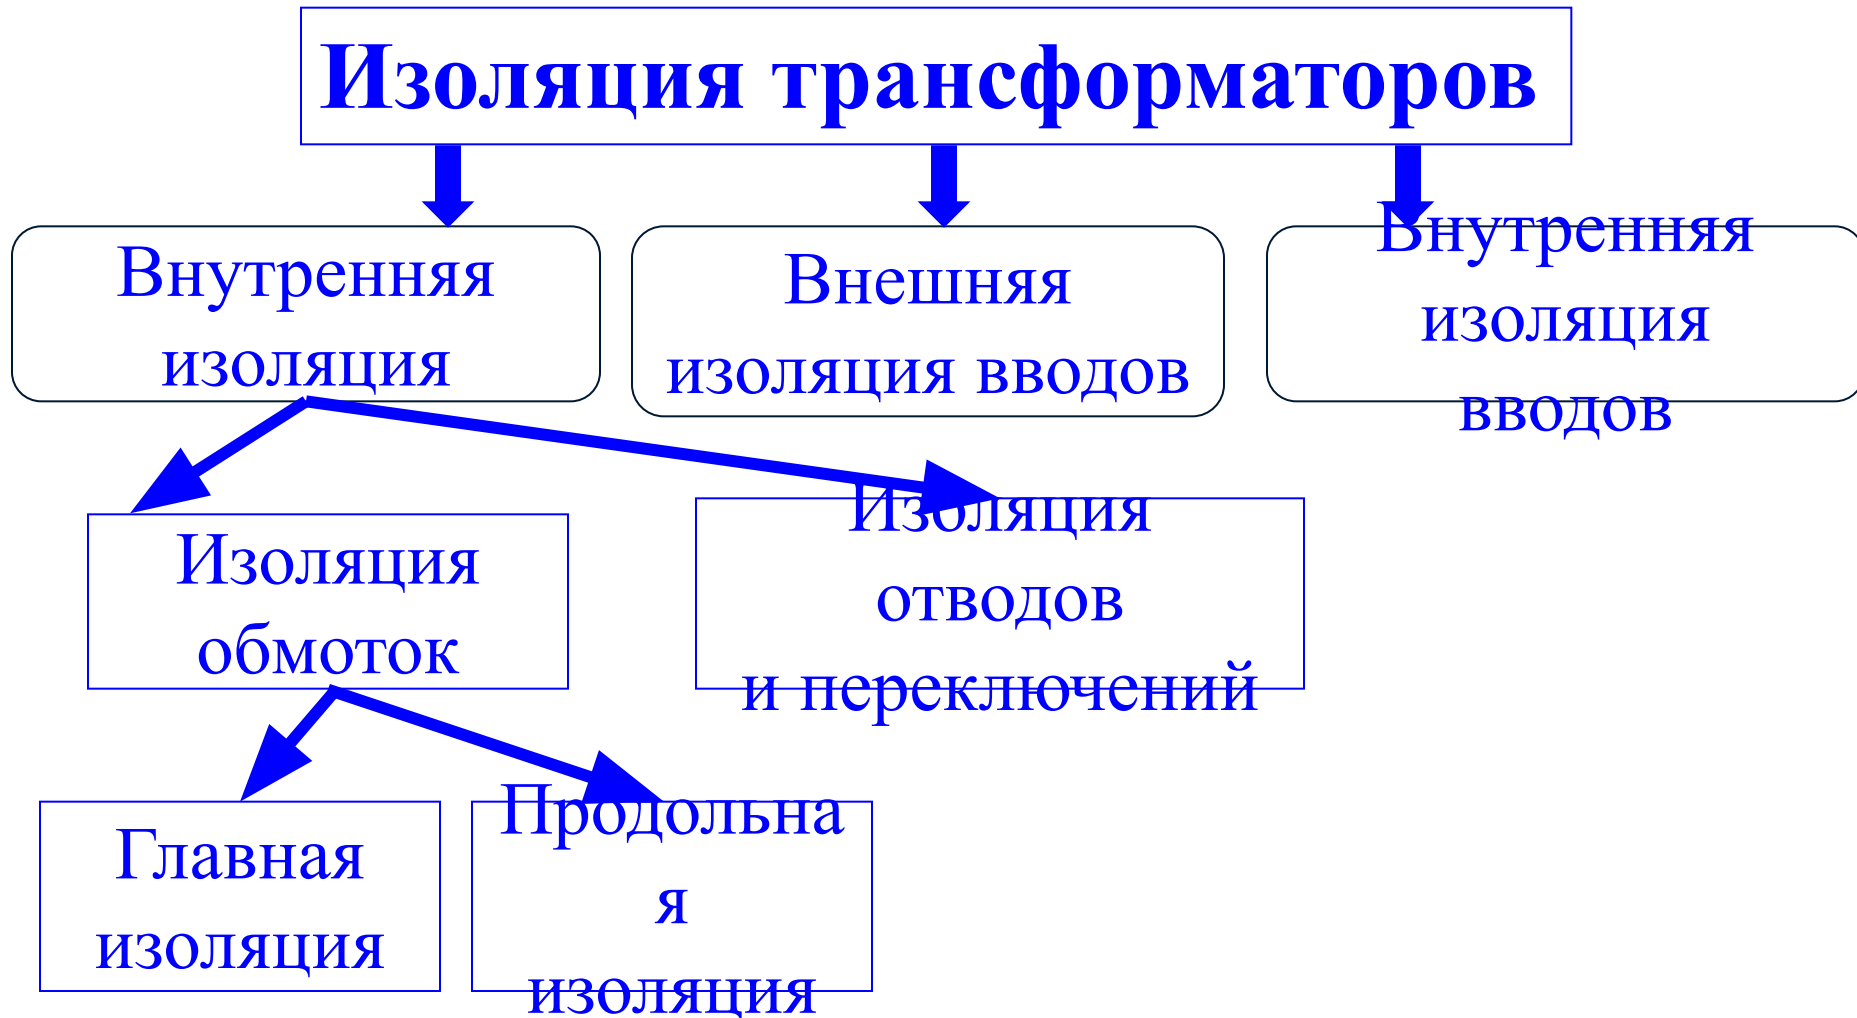 Изоляция трансформаторов
Внутренняя
изоляция
Внешняя
изоляция вводов
Внутренняя
изоляция
вводов
Изоляция
обмоток
Изоляция
отводов
и переключений
Главная
изоляция
Продольна
я
изоляция